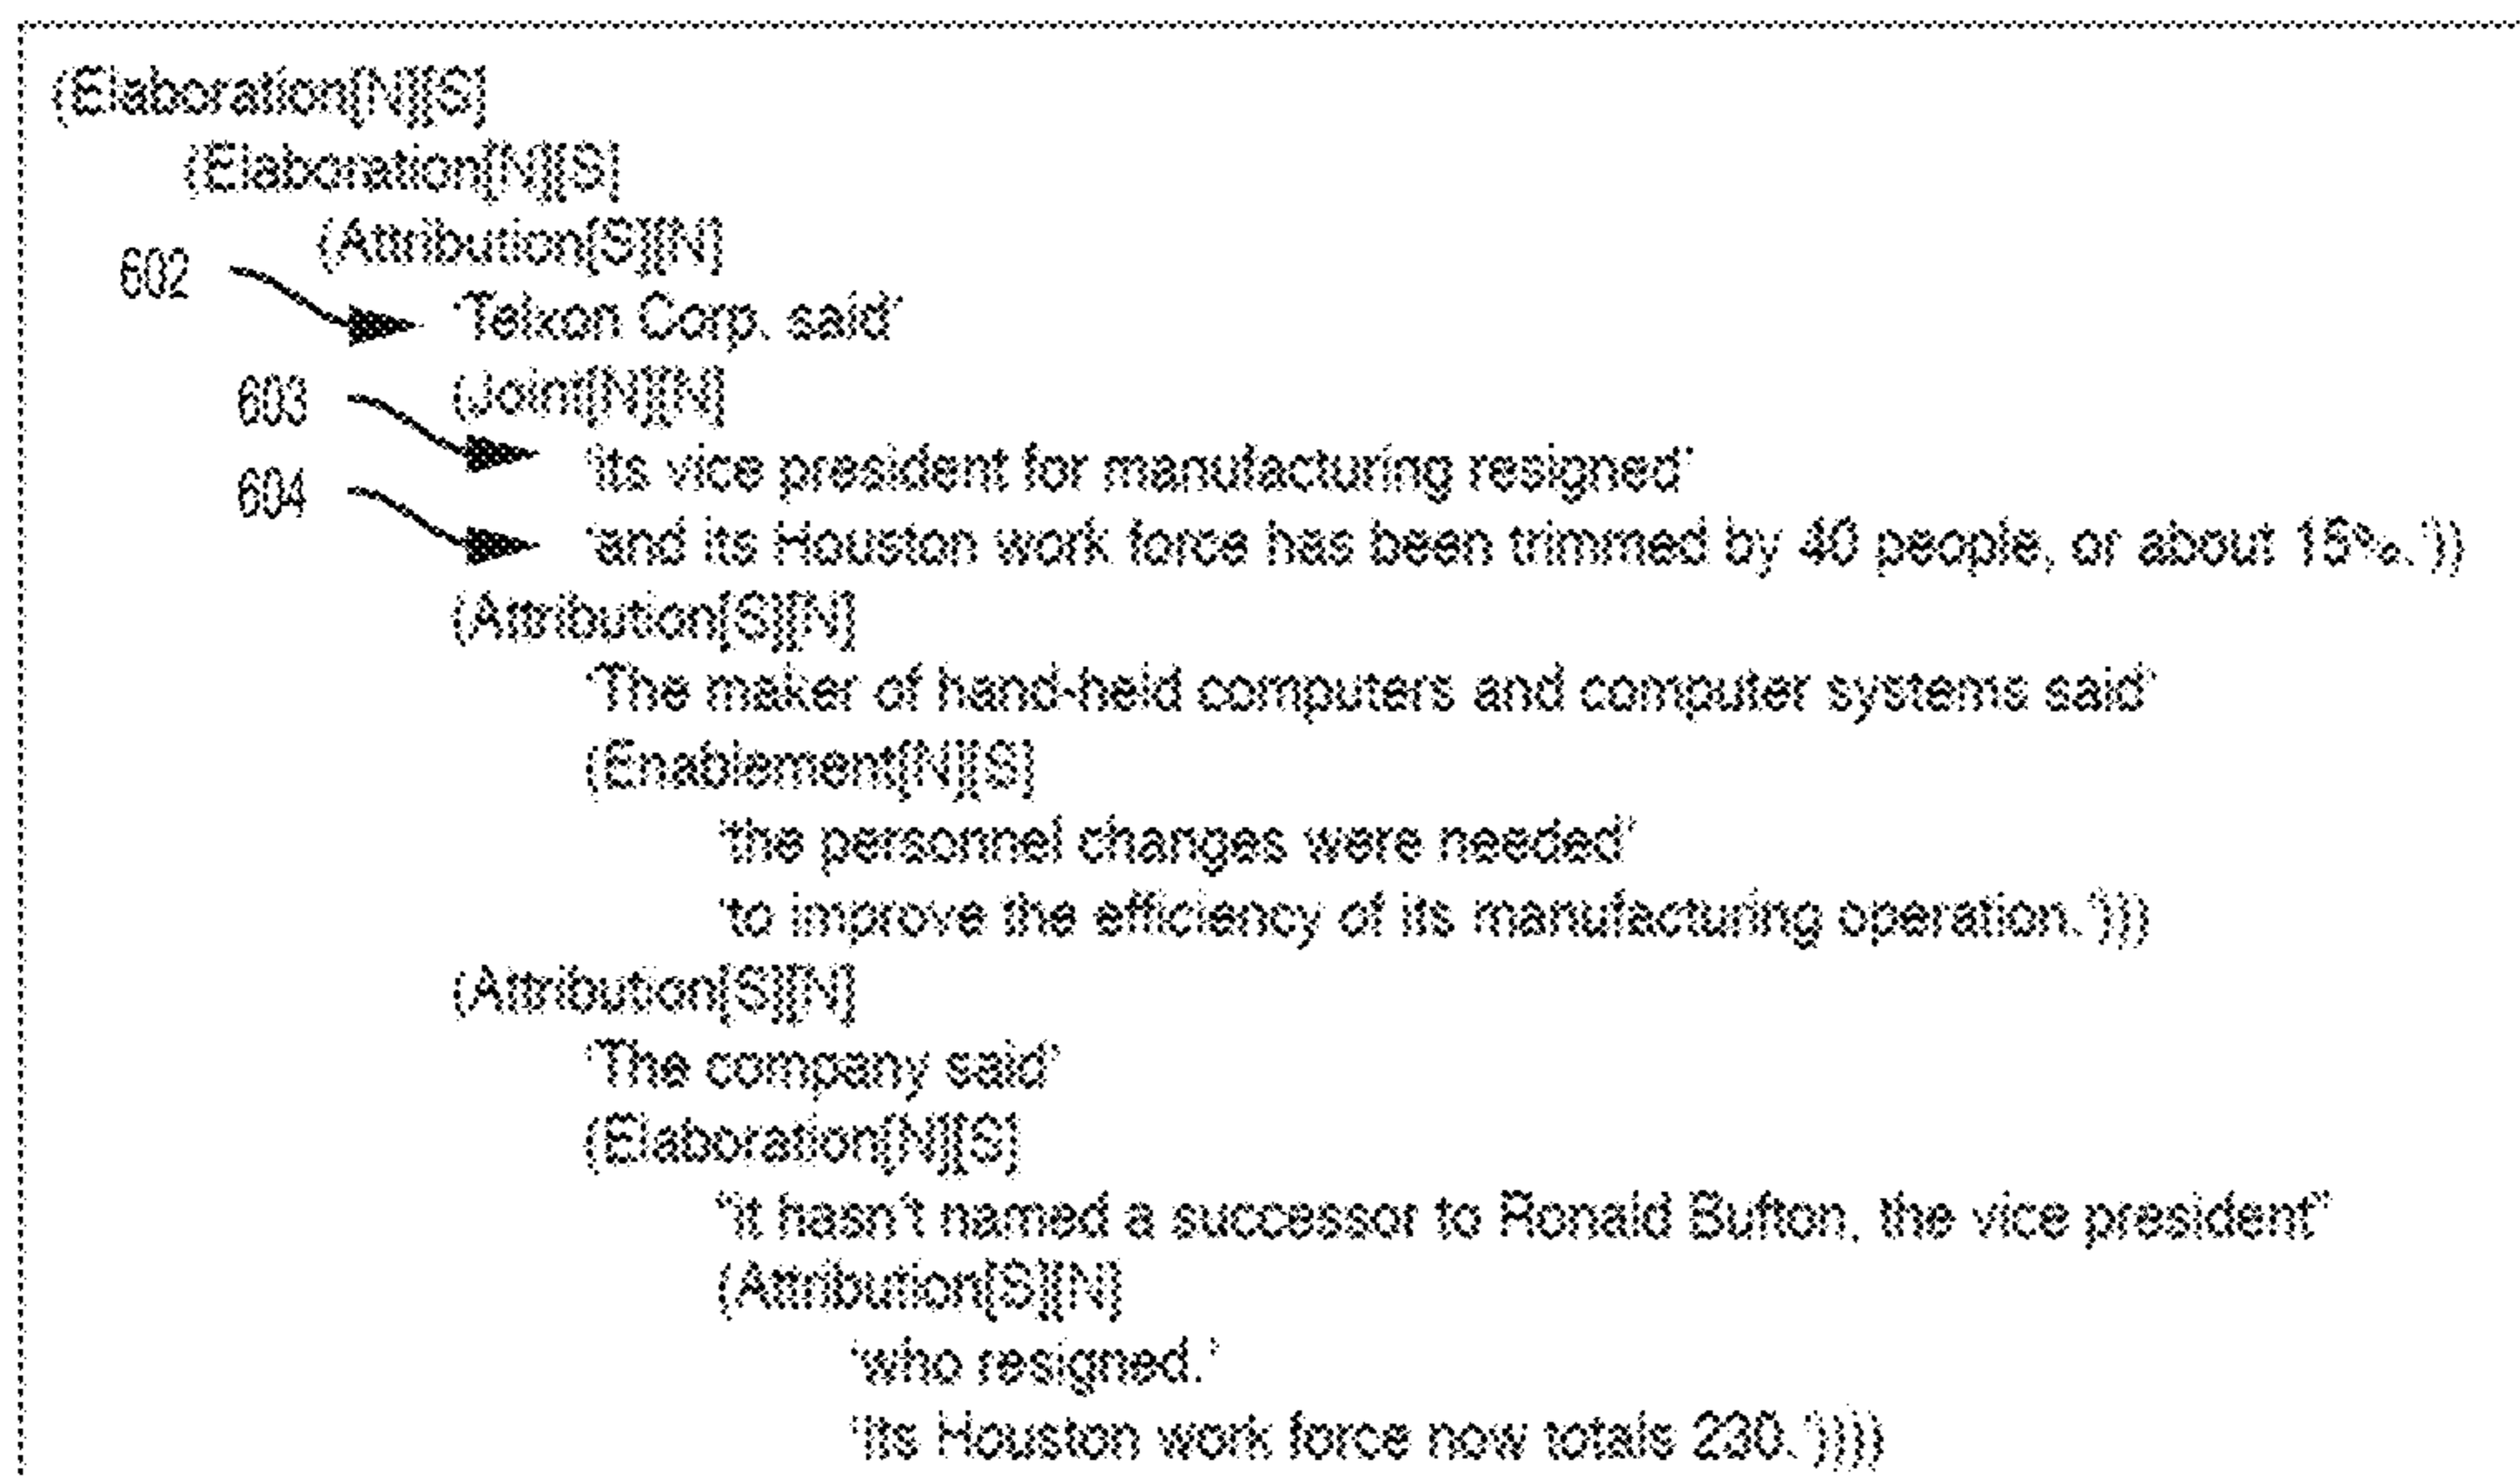 (Elaboration[N][S]
(Elaboration[N][S]
(Attribution[S][N]
602
'Telxon Corp. said'
603
(Joint[N][N]
'its vice president for manufacturing resigned'
604
'and its Houston work force has been trimmed by 40 people, or about 15%.'))
(Attribution[S][N]
'The maker of hand-held computers and computer systems said'
(Enablement[N][S]
'the personnel changes were needed'
'to improve the efficiency of its manufacturing operation.')))
(Attribution[S][N]
'The company said'
(Elaboration[N][S]
"it hasn't named a successor to Ronald Bufton, the vice president"
(Attribution[S][N]
'who resigned.'
'Its Houston work force now totals 230.'))))